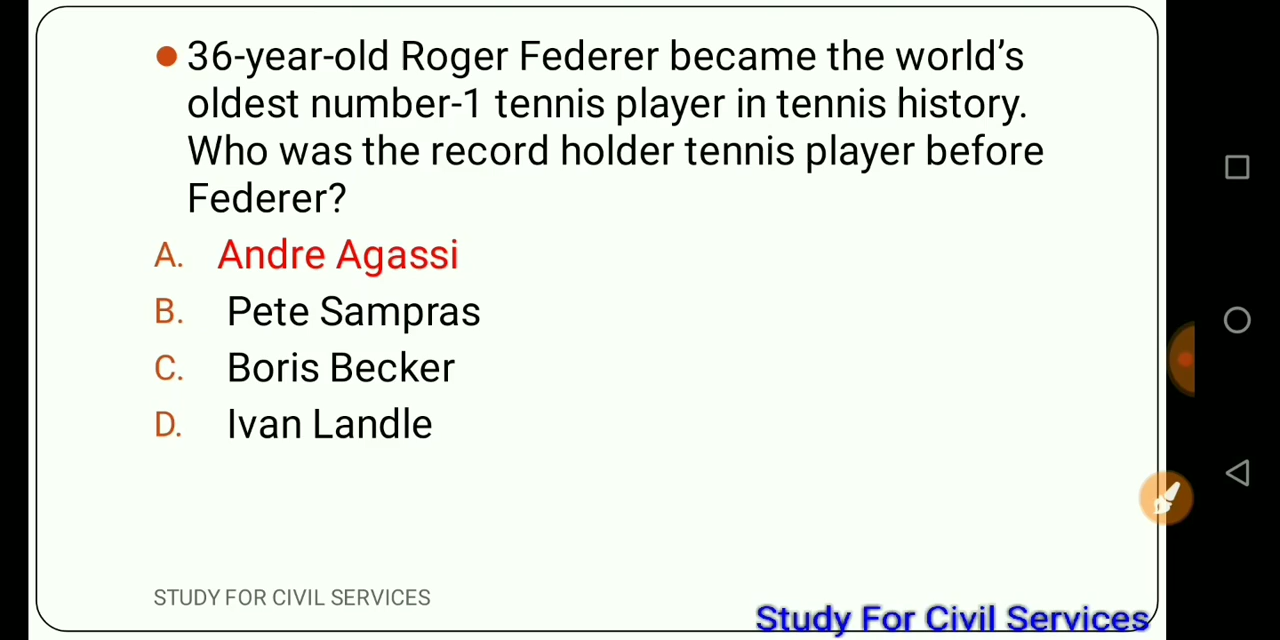 36-year-old Roger Federer became the world’s
oldest number-1 tennis player in tennis history.
Who was the record holder tennis player before
Federer?
A. Andre Agassi
B. Pete Sampras
C. Boris Becker
D. Ivan Landle
STUDY FOR CIVIL SERVICES
Study For Civil Services